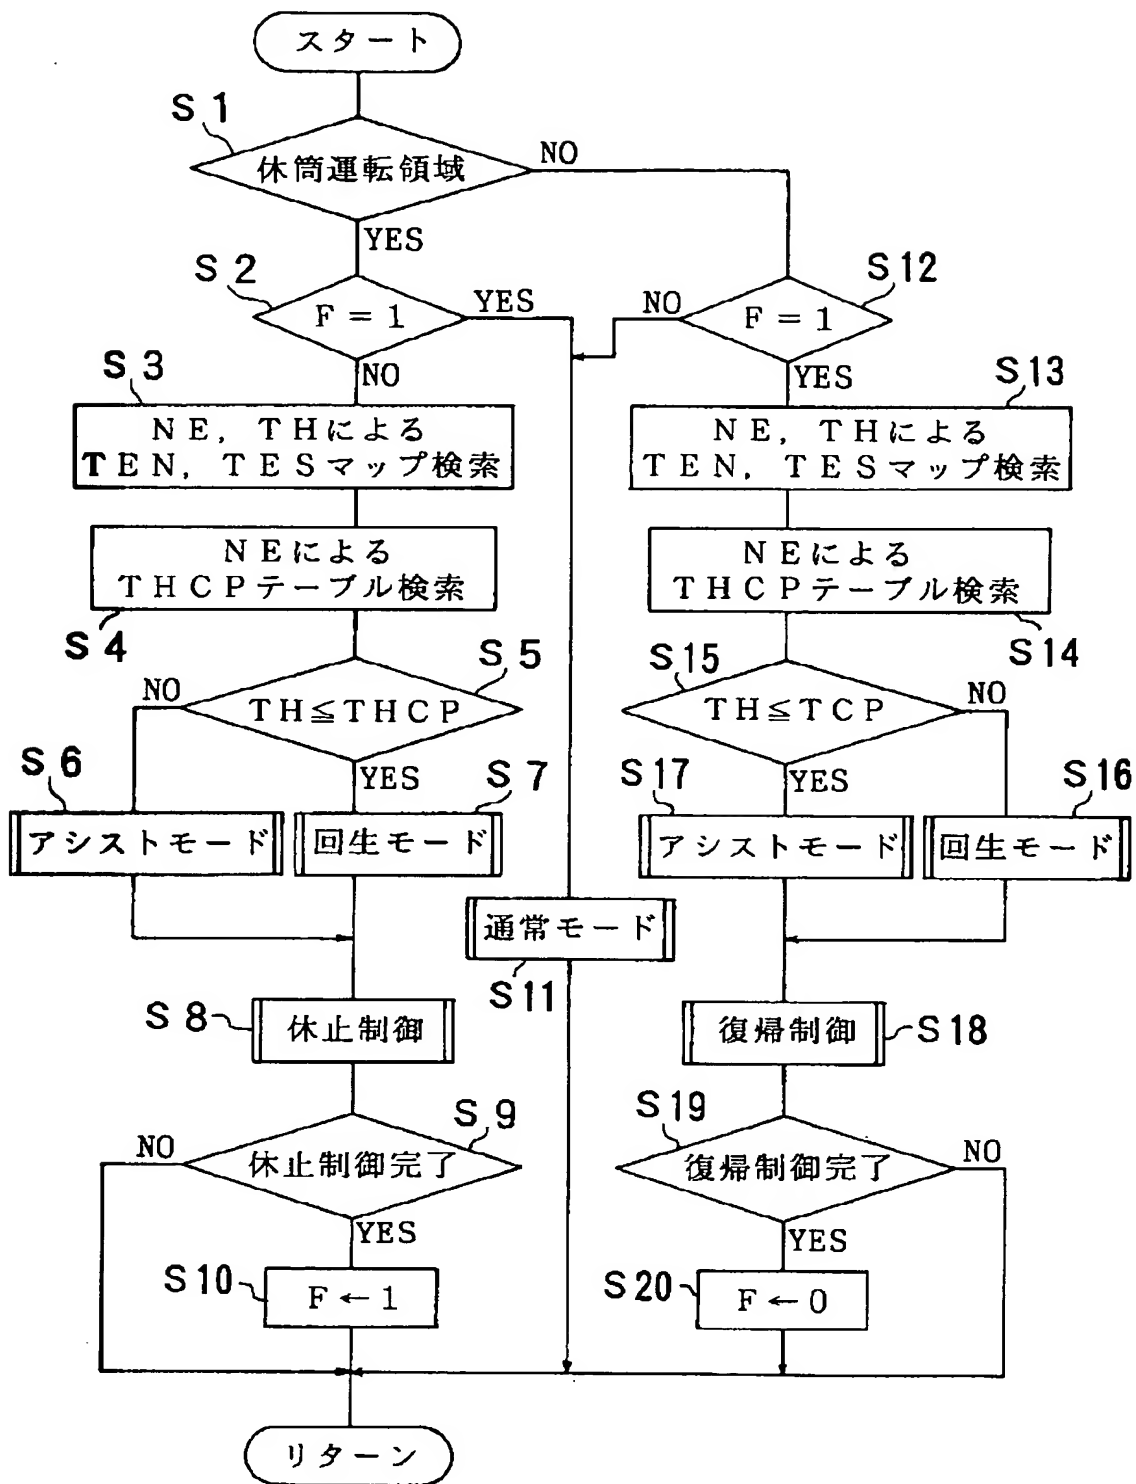 スタート
S1
休筒運転領域
NO
YES
S2
F=1
YES
NO
S12
F=1
NO
YES
S3
NE, THによる
TEN, TESマップ検索
S13
NE, THによる
TEN, TESマップ検索
NEによる
THCPテーブル検索
S4
NEによる
THCPテーブル検索
S14
S5
TH≦THCP
NO
YES
S15
TH≦TCP
NO
YES
S6
アシストモード
S7
回生モード
S17
アシストモード
S16
回生モード
通常モード
S11
S8
休止制御
復帰制御
S18
S9
休止制御完了
NO
YES
S19
復帰制御完了
NO
YES
S10
F←1
S20
F←0
リターン